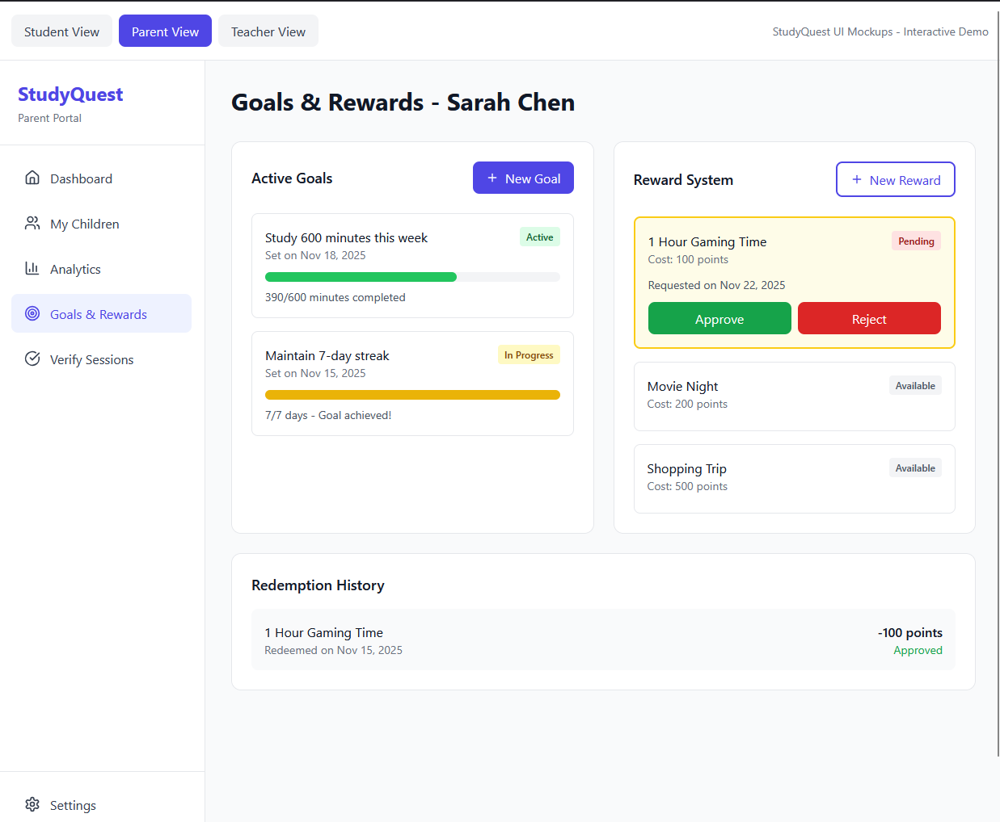 Student View
Parent View
Teacher View
StudyQuest UI Mockups - Interactive Demo
StudyQuest
Parent Portal
Dashboard
My Children
Analytics
Goals & Rewards
Verify Sessions
Settings
Goals & Rewards - Sarah Chen
Active Goals
+ New Goal
Study 600 minutes this week
Active
Set on Nov 18, 2025
390/600 minutes completed
Maintain 7-day streak
In Progress
Set on Nov 15, 2025
7/7 days - Goal achieved!
Reward System
+ New Reward
1 Hour Gaming Time
Pending
Cost: 100 points
Requested on Nov 22, 2025
Approve
Reject
Movie Night
Available
Cost: 200 points
Shopping Trip
Available
Cost: 500 points
Redemption History
1 Hour Gaming Time
-100 points
Redeemed on Nov 15, 2025
Approved